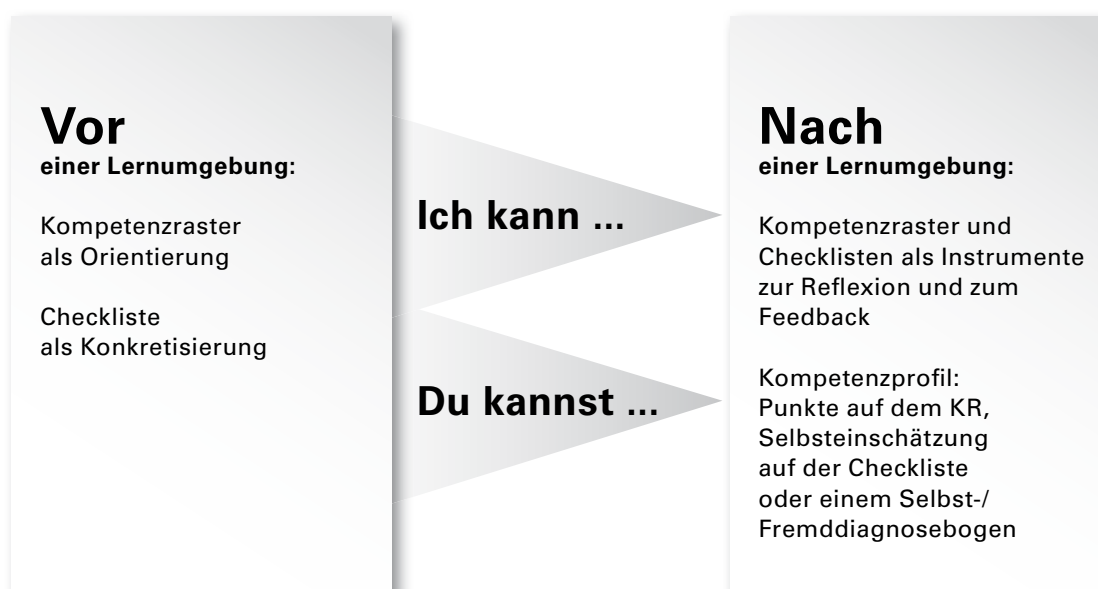 Vor
einer Lernumgebung:
Kompetenzraster
als Orientierung
Checkliste
als Konkretisierung
Ich kann ...
Du kannst ...
Nach
einer Lernumgebung:
Kompetenzraster und
Checklisten als Instrumente
zur Reflexion und zum
Feedback
Kompetenzprofil:
Punkte auf dem KR,
Selbsteinschätzung
auf der Checkliste
oder einem Selbst-/
Fremddiagnosebogen